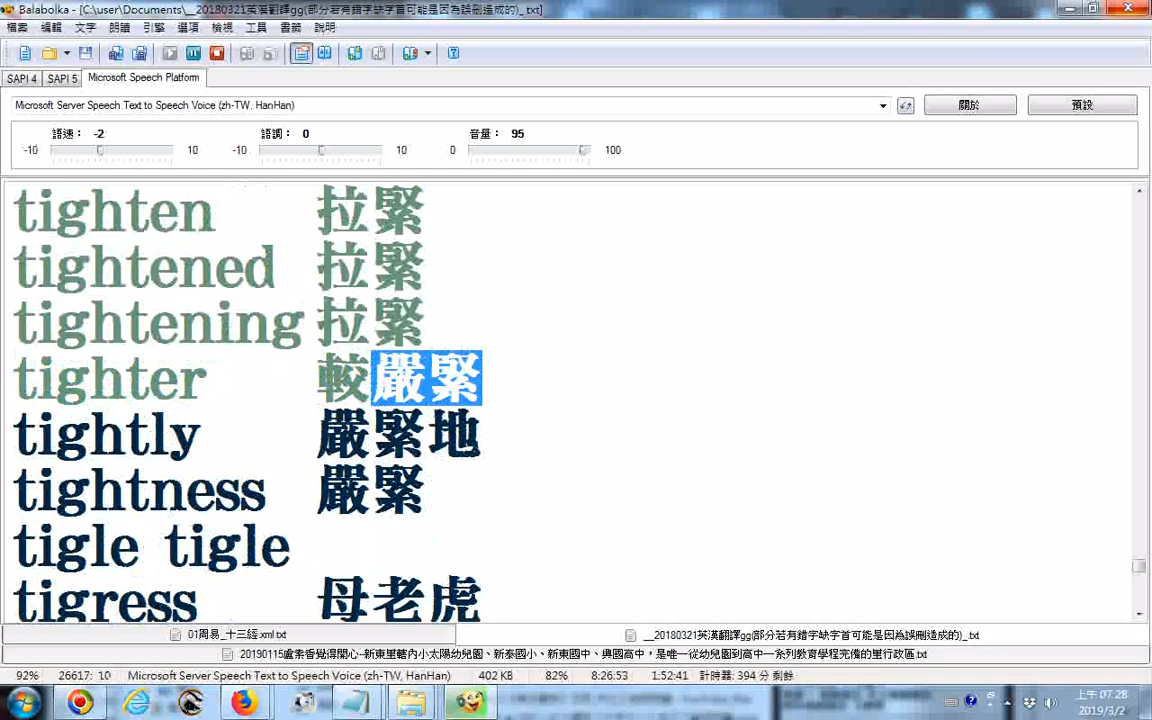 Balabolka - [C:\user\Documents\__20180321英漢翻譯gg(部分若有錯字缺字首可能是因為誤刪造成的)_.txt]
檔案 編輯 文字 朗讀 引擎 選項 檢視 工具 書籤 說明
SAPI 4 SAPI 5 Microsoft Speech Platform
Microsoft Server Speech Text to Speech Voice (zh-TW, HanHan) 關於 預設
語速： -2 語調： 0 音量： 95
-10 10 -10 10 0 100
tighten 拉緊
tightened 拉緊
tightening 拉緊
tighter 較嚴緊
tightly 嚴緊地
tightness 嚴緊
tigle tigle
tigress 母老虎
01周易_十三經.xml.txt __20180321英漢翻譯gg(部分若有錯字缺字首可能是因為誤刪造成的)_.txt
20190115盧素香覺得開心-新東里轄內小太陽幼兒園、新泰國小、新東國中、興國高中，是唯一從幼兒園到高中一系列教育學程完備的里行政區.txt
92% 26617: 10 Microsoft Server Speech Text to Speech Voice (zh-TW, HanHan) 402 KB 82% 8:26:53 1:52:41 計時器: 394 分 剩餘
上午 07:28
2019/3/2